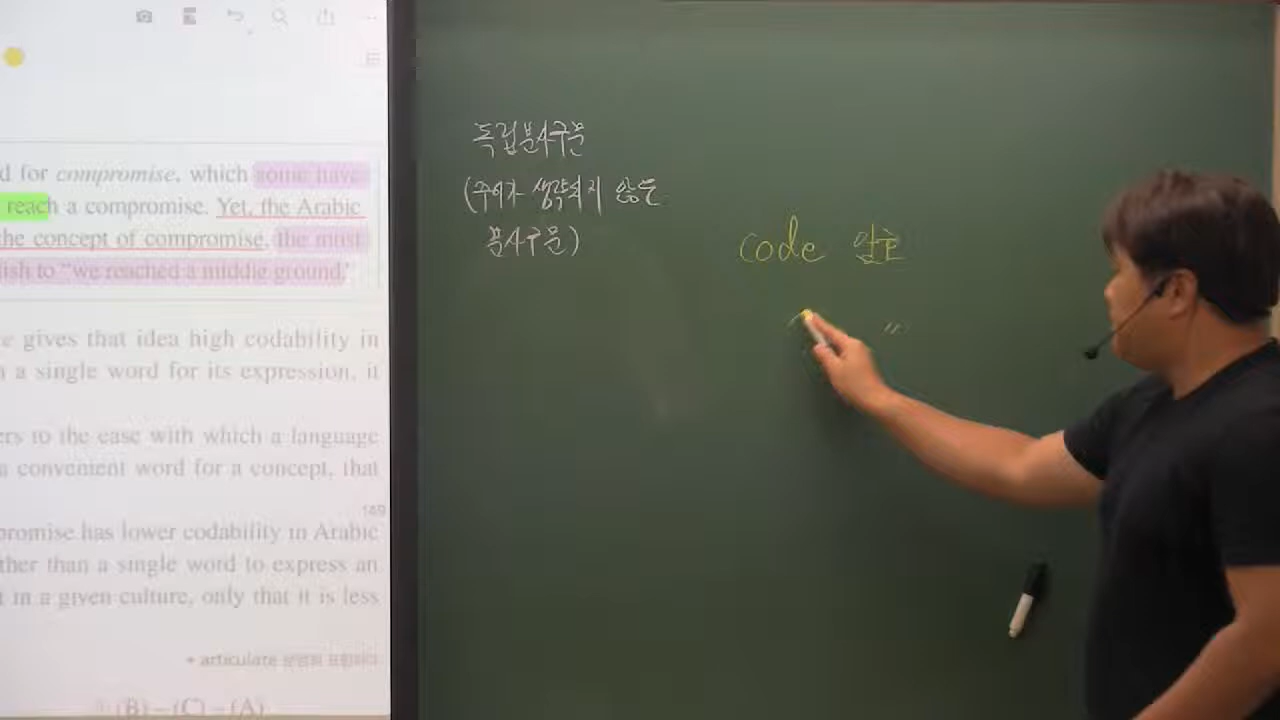 d for compromise, which some have
reach a compromise. Yet, the Arabic
the concept of compromise, the must
lish to "we reached a middle ground."
e gives that idea high codability in
a single word for its expression, it
ers to the ease with which a language
a convenient word for a concept, that
149
promise has lower codability in Arabic
ther than a single word to express an
t in a given culture, only that it is less
* articulate
(B) – (C) – (A)
독립분사구문
(주어가 생략되지 않는
분사구문)
code 암호
〃